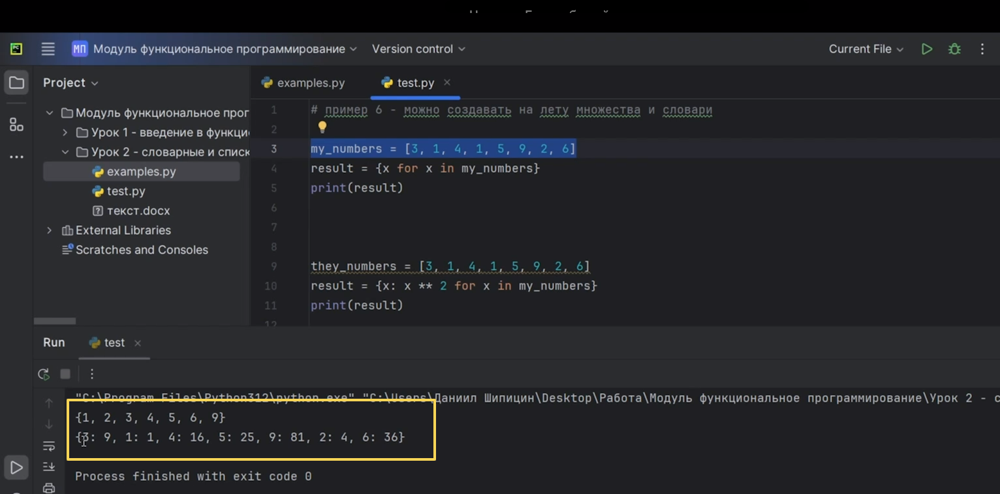 PC
МП Модуль функциональное программирование Version control Current File
Project
Модуль функциональное прог
Урок 1 - введение в функци
Урок 2 - словарные и списк
examples.py
test.py
? текст.docx
External Libraries
Scratches and Consoles
examples.py test.py
1 # пример 6 - можно создавать на лету множества и словари
2
3 my_numbers = [3, 1, 4, 1, 5, 9, 2, 6]
4 result = {x for x in my_numbers}
5 print(result)
6
7
8
9 they_numbers = [3, 1, 4, 1, 5, 9, 2, 6]
10 result = {x: x ** 2 for x in my_numbers}
11 print(result)
12
Run test
"C:\Program Files\Python312\python.exe" "C:\Users\Даниил Шипицин\Desktop\Работа\Модуль функциональное программирование\Урок 2 - с
{1, 2, 3, 4, 5, 6, 9}
{3: 9, 1: 1, 4: 16, 5: 25, 9: 81, 2: 4, 6: 36}
Process finished with exit code 0